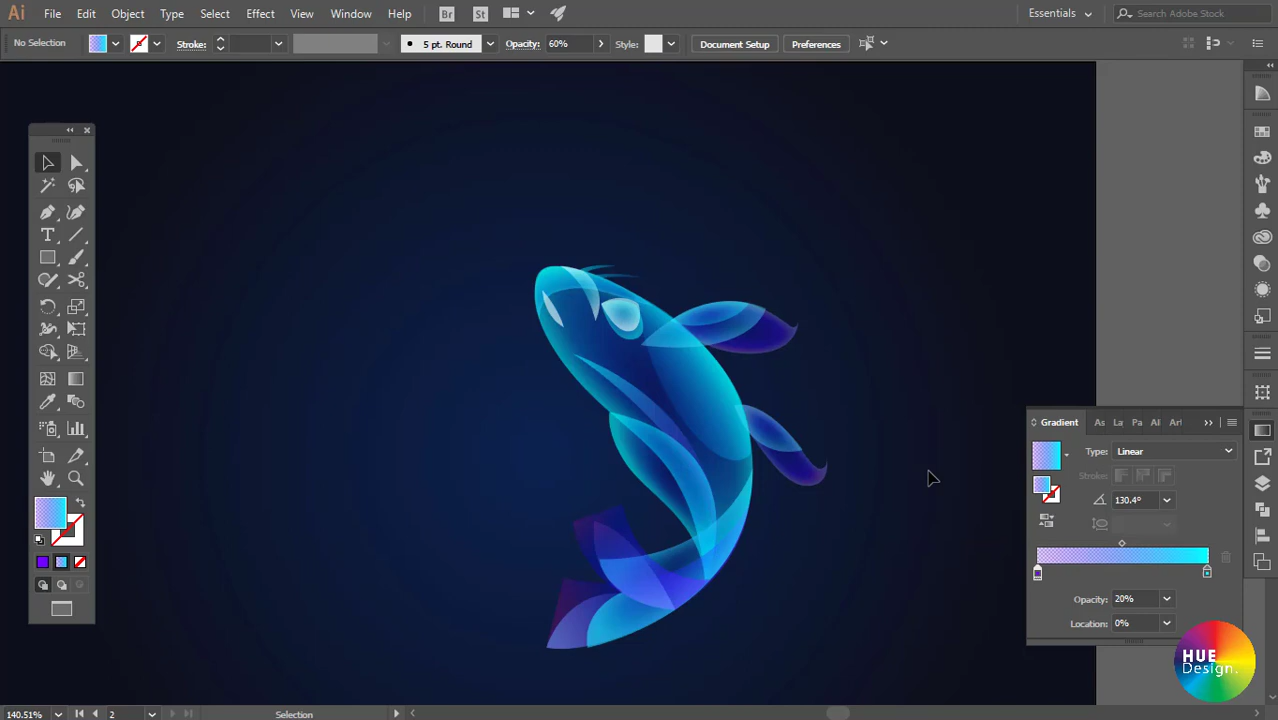 Ai File Edit Object Type Select Effect View Window Help Br St Essentials Search Adobe Stock
No Selection Stroke: 5 pt. Round Opacity: 60% Style: Document Setup Preferences
T
Gradient As La Pa Al Ari
Type: Linear
Stroke:
130.4°
Opacity: 20%
Location: 0%
HUE
Design.
140.51% 2 Selection